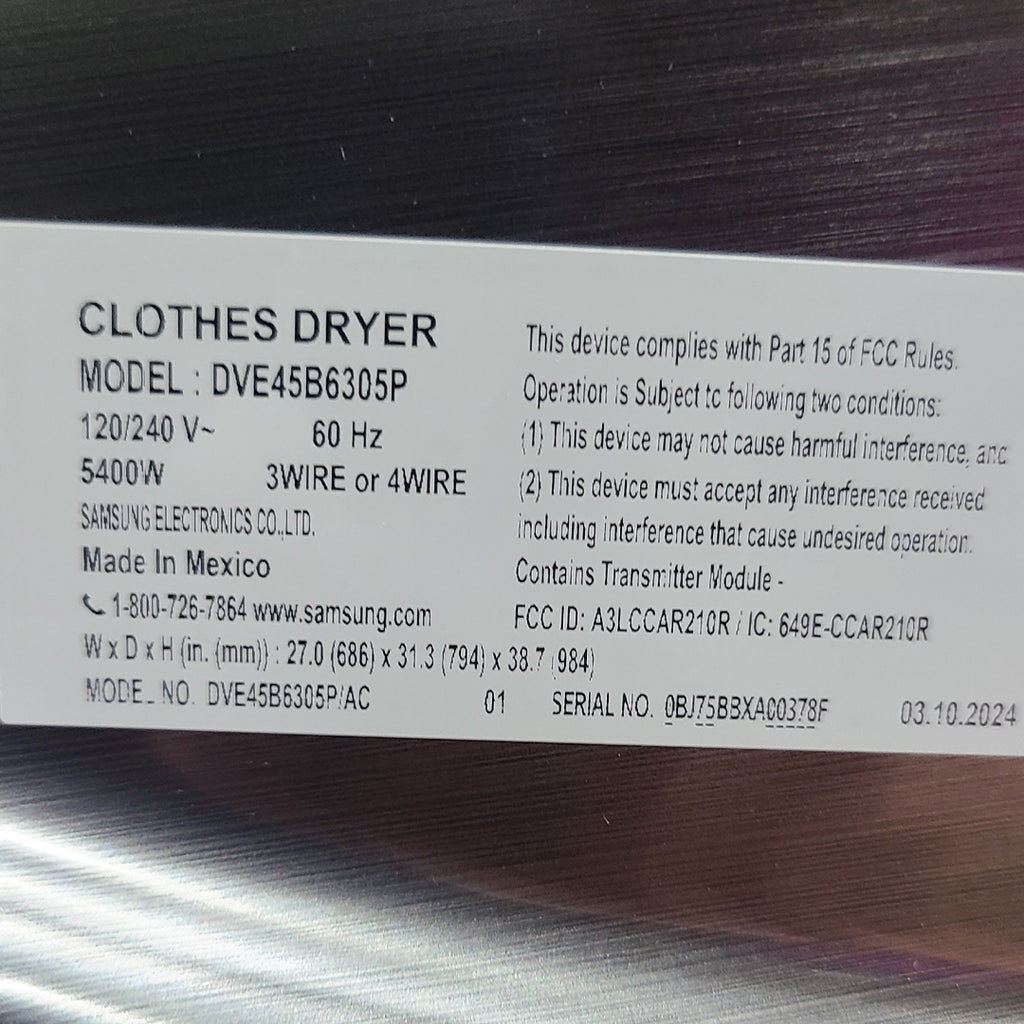 CLOTHES DRYER
MODEL : DVE45B6305P
120/240 V~ 60 Hz
5400W 3WIRE or 4WIRE
SAMSUNG ELECTRONICS CO.,LTD.
Made In Mexico
1-800-726-7864 www.samsung.com
W x D x H (in. (mm)) : 27.0 (686) x 31.3 (794) x 38.7 (984)
MODEL NO. DVE45B6305P/AC 01 SERIAL NO. 0BJ75BBXA00378F 03.10.2024
This device complies with Part 15 of FCC Rules.
Operation is Subject to following two conditions:
(1) This device may not cause harmful interference, and
(2) This device must accept any interference received
including interference that cause undesired operation.
Contains Transmitter Module -
FCC ID: A3LCCAR210R / IC: 649E-CCAR210R